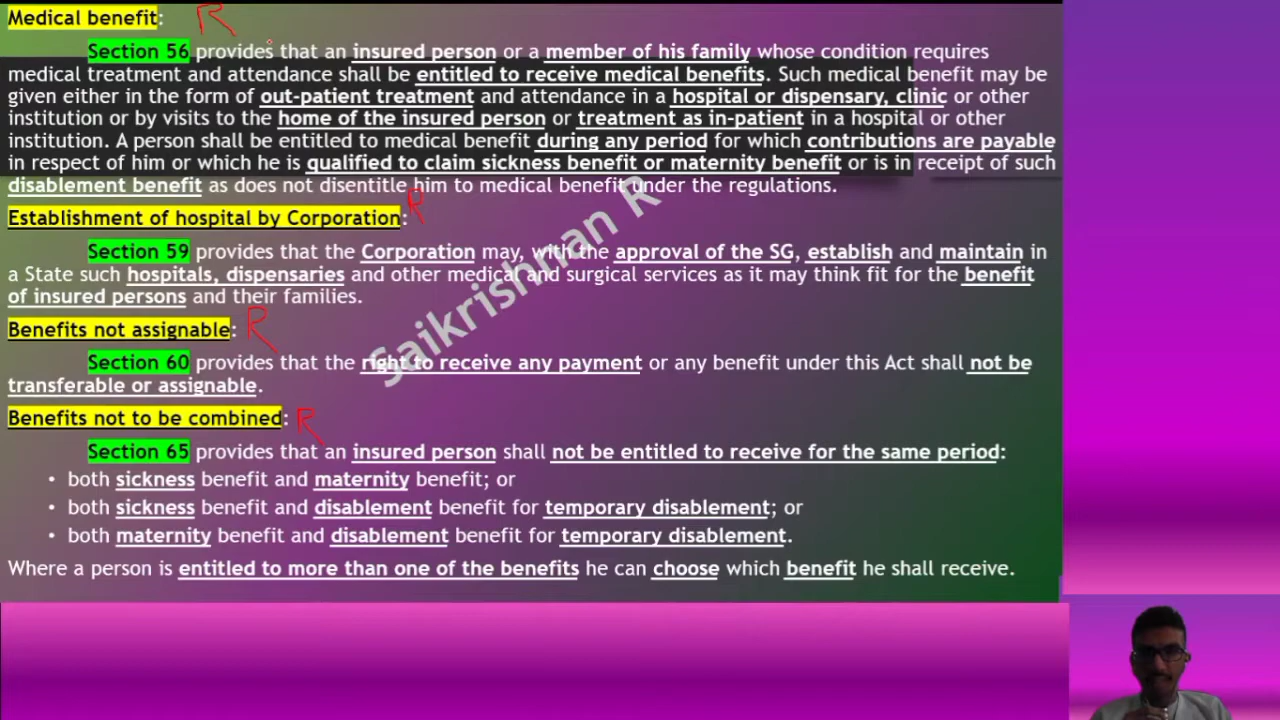 Medical benefit: R
Section 56 provides that an insured person or a member of his family whose condition requires
medical treatment and attendance shall be entitled to receive medical benefits. Such medical benefit may be
given either in the form of out-patient treatment and attendance in a hospital or dispensary, clinic or other
institution or by visits to the home of the insured person or treatment as in-patient in a hospital or other
institution. A person shall be entitled to medical benefit during any period for which contributions are payable
in respect of him or which he is qualified to claim sickness benefit or maternity benefit or is in receipt of such
disablement benefit as does not disentitle him to medical benefit under the regulations.
Establishment of hospital by Corporation: R
Section 59 provides that the Corporation may, with the approval of the SG, establish and maintain in
a State such hospitals, dispensaries and other medical and surgical services as it may think fit for the benefit
of insured persons and their families.
Benefits not assignable: R
Section 60 provides that the right to receive any payment or any benefit under this Act shall not be
transferable or assignable.
Benefits not to be combined: R
Section 65 provides that an insured person shall not be entitled to receive for the same period:
• both sickness benefit and maternity benefit; or
• both sickness benefit and disablement benefit for temporary disablement; or
• both maternity benefit and disablement benefit for temporary disablement.
Where a person is entitled to more than one of the benefits he can choose which benefit he shall receive.
Saikrishnan R